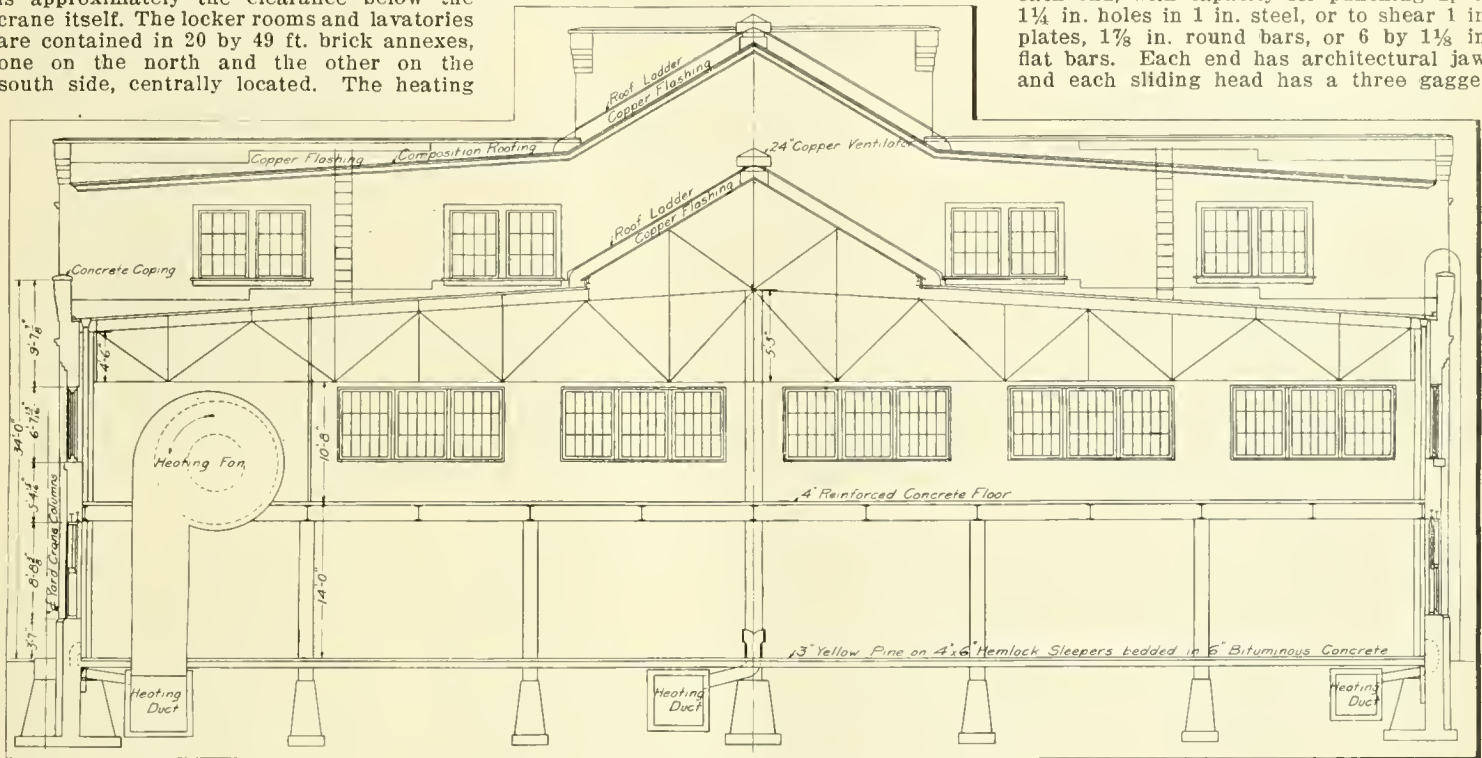 is approximately the clearance below the
crane itself. The locker rooms and lavatories
are contained in 20 by 49 ft. brick annexes,
one on the north and the other on the
south side, centrally located. The heating
1¼ in. holes in 1 in. steel, or to shear 1 in
plates, 1⅞ in. round bars, or 6 by 1⅛ in
flat bars. Each end has architectural jaw
and each sliding head has a three gagge
Roof Ladder
Copper Flashing
Copper Flashing
Composition Roofing
24" Copper Ventilator
Roof Ladder
Copper Flashing
Concrete Coping
34'-0"
9'-7⅞"
4'-6"
5'-3"
10'-8"
Heating Fan
4" Reinforced Concrete Floor
℄ Yard Crane Columns
8'-8¾"
14'-0"
3'-7"
3" Yellow Pine on 4"x6" Hemlock Sleepers bedded in 6" Bituminous Concrete
Heating
Duct
Heating
Duct
Heating
Duct